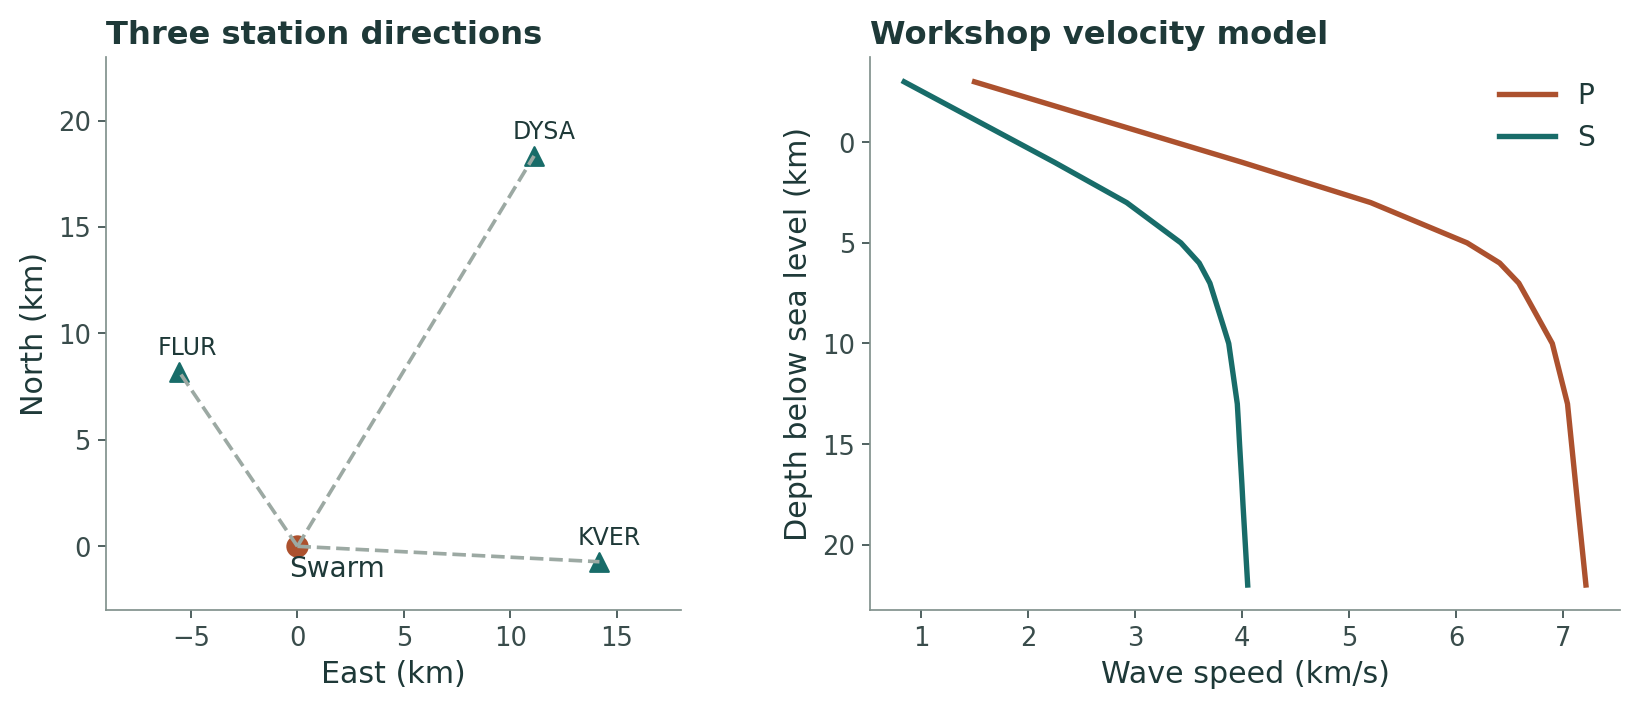 Three station directions
DYSA
FLUR
KVER
Swarm
20
15
10
5
0
−5
0
5
10
15
North (km)
East (km)
Workshop velocity model
P
S
0
5
10
15
20
1
2
3
4
5
6
7
Depth below sea level (km)
Wave speed (km/s)